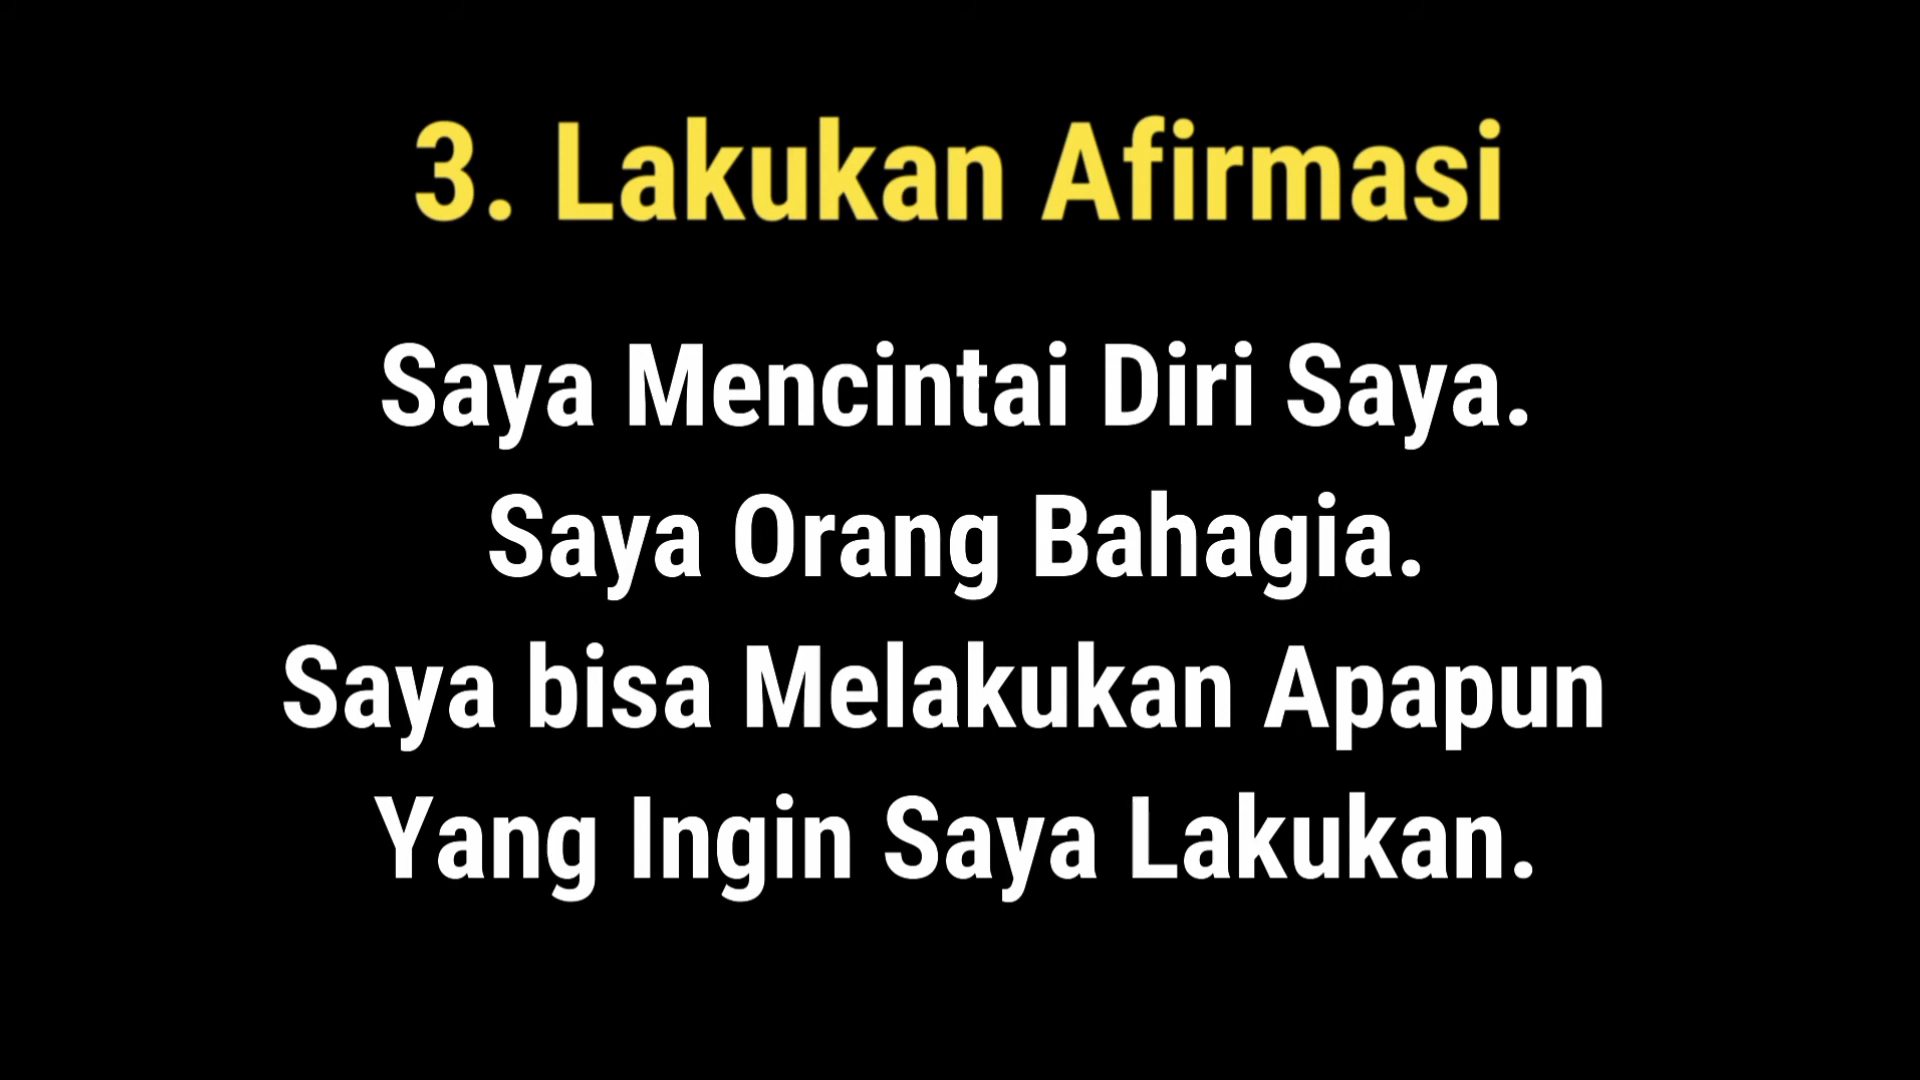 3. Lakukan Afirmasi
Saya Mencintai Diri Saya.
Saya Orang Bahagia.
Saya bisa Melakukan Apapun
Yang Ingin Saya Lakukan.